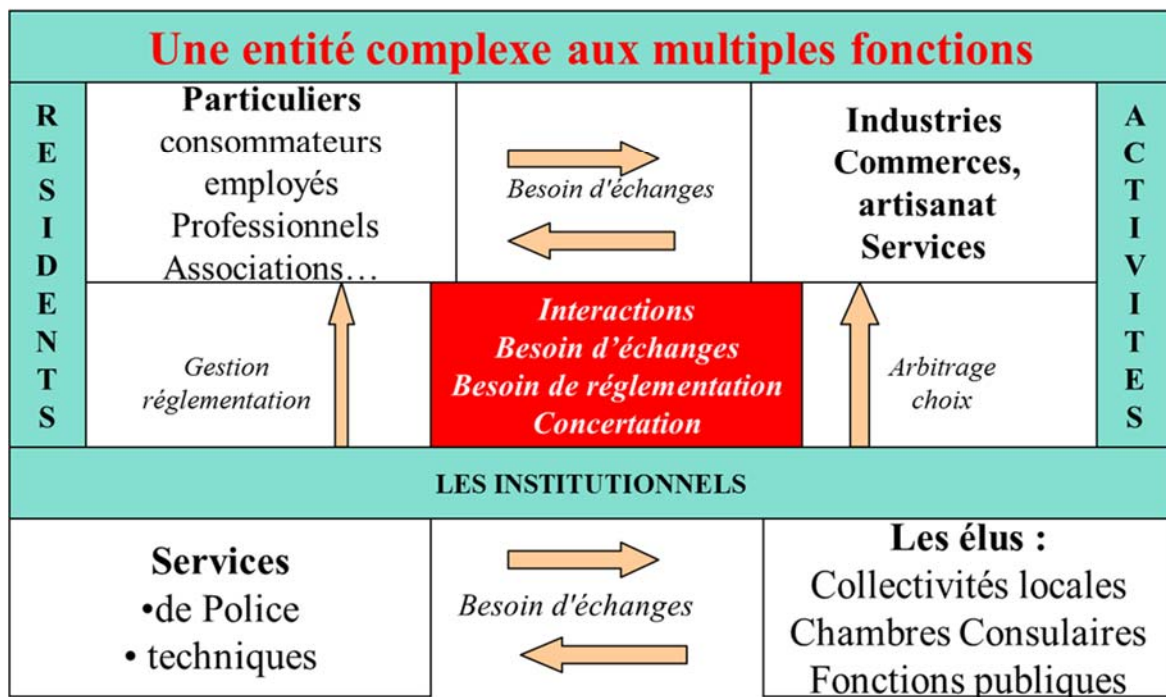 Une entité complexe aux multiples fonctions
RESIDENTS
Particuliers
consommateurs
employés
Professionnels
Associations…
Besoin d'échanges
Industries
Commerces,
artisanat
Services
ACTIVITES
Gestion
réglementation
Interactions
Besoin d’échanges
Besoin de réglementation
Concertation
Arbitrage
choix
LES INSTITUTIONNELS
Services
•de Police
• techniques
Besoin d'échanges
Les élus :
Collectivités locales
Chambres Consulaires
Fonctions publiques